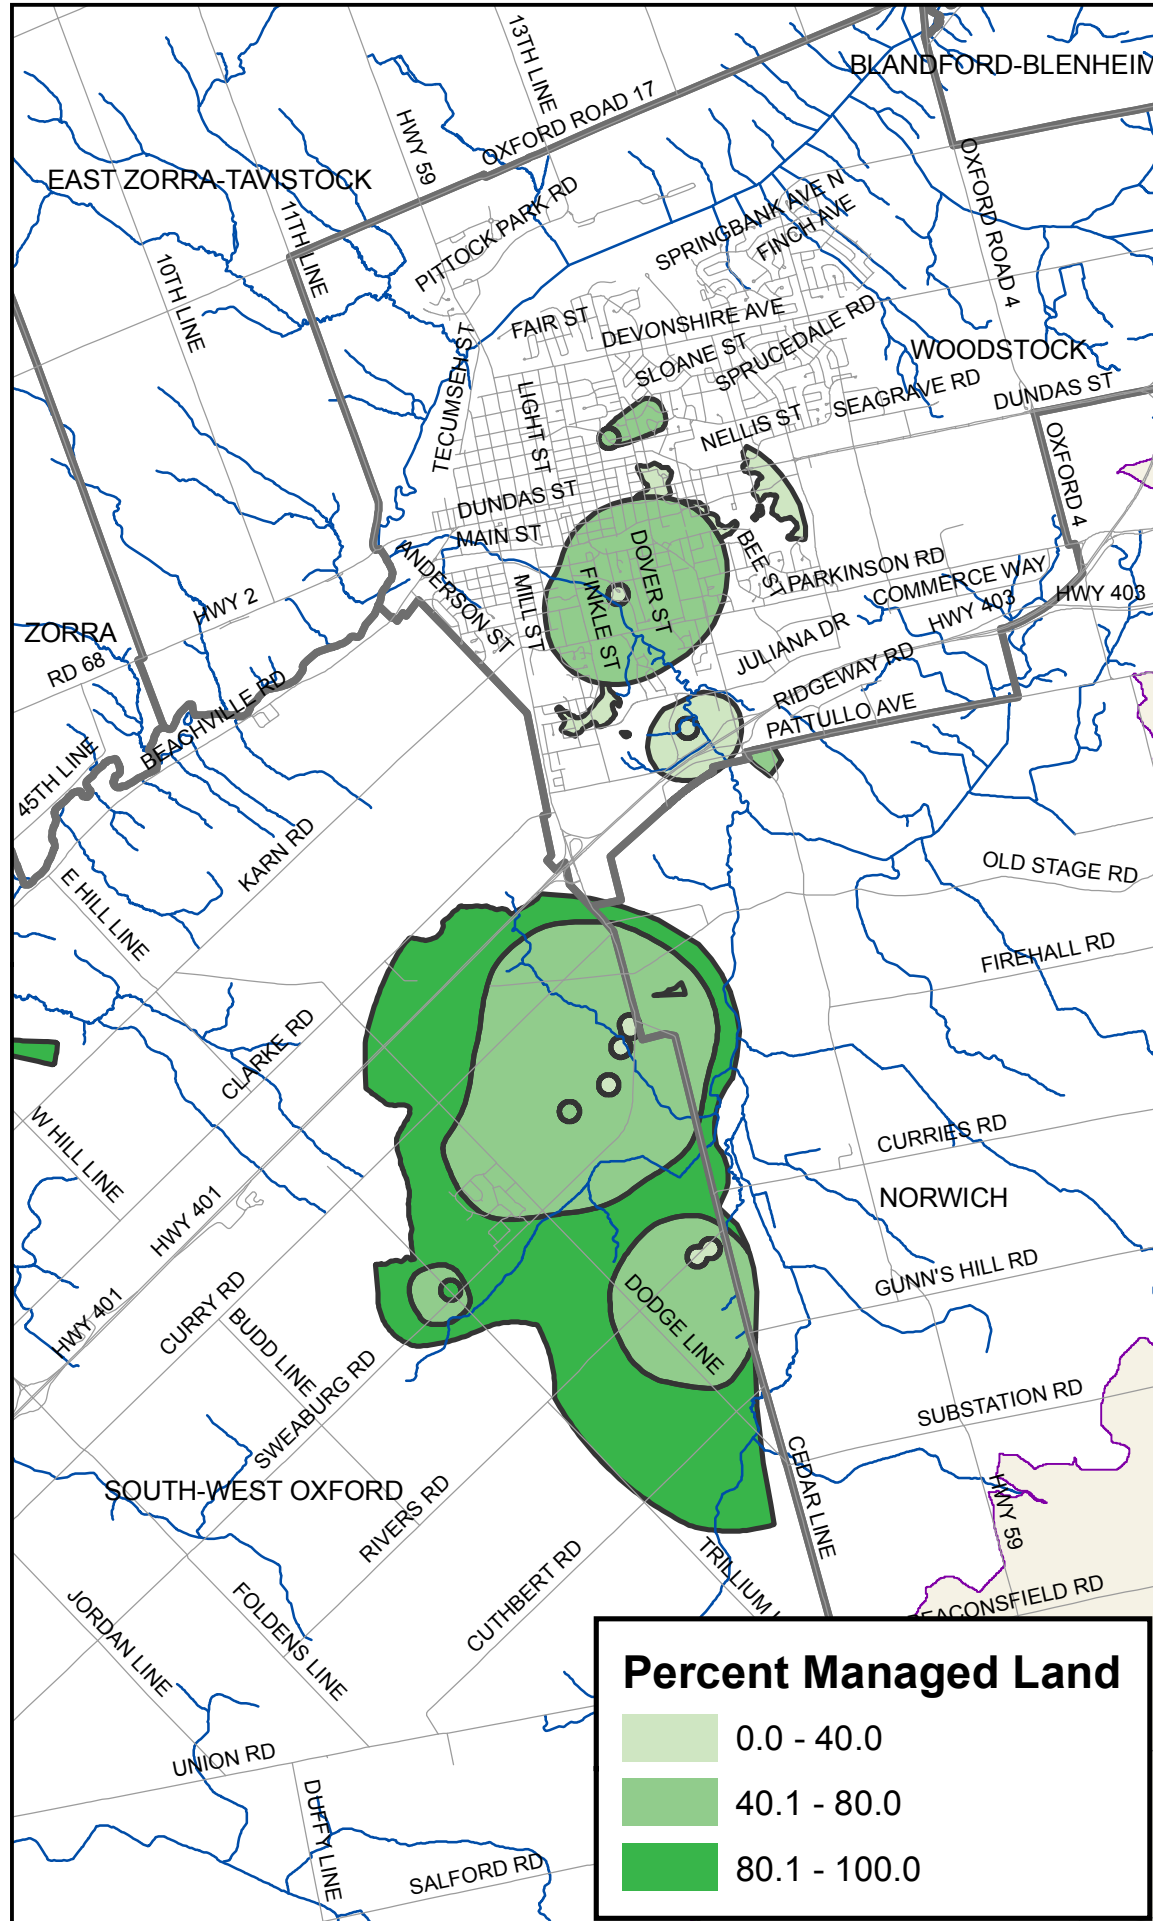 13TH LINE
BLANDFORD-BLENHEIM
OXFORD ROAD 17
HWY 59
EAST ZORRA-TAVISTOCK
OXFORD ROAD 4
PITTOCK PARK RD
SPRINGBANK AVE N
FINCH AVE
11TH LINE
10TH LINE
FAIR ST
DEVONSHIRE AVE
SLOANE ST
SPRUCEDALE RD
WOODSTOCK
TECUMSEH ST
LIGHT ST
NELLIS ST
SEAGRAVE RD
DUNDAS ST
OXFORD 4
DUNDAS ST
MAIN ST
ANDERSON ST
MILL ST
FINKLE ST
DOVER ST
BEE ST
PARKINSON RD
COMMERCE WAY
HWY 403
HWY 403
HWY 2
ZORRA
RD 68
JULIANA DR
RIDGEWAY RD
PATTULLO AVE
BEACHVILLE RD
45TH LINE
KARN RD
E HILL LINE
OLD STAGE RD
FIREHALL RD
CLARKE RD
W HILL LINE
CURRIES RD
HWY 401
NORWICH
GUNN'S HILL RD
HWY 401
CURRY RD
BUDD LINE
DODGE LINE
SWEABURG RD
SUBSTATION RD
CEDAR LINE
HWY 59
SOUTH-WEST OXFORD
RIVERS RD
CUTHBERT RD
TRILLIUM
EACONSFIELD RD
JORDAN LINE
FOLDENS LINE
UNION RD
DUFFY LINE
SALFORD RD
Percent Managed Land
0.0 - 40.0
40.1 - 80.0
80.1 - 100.0